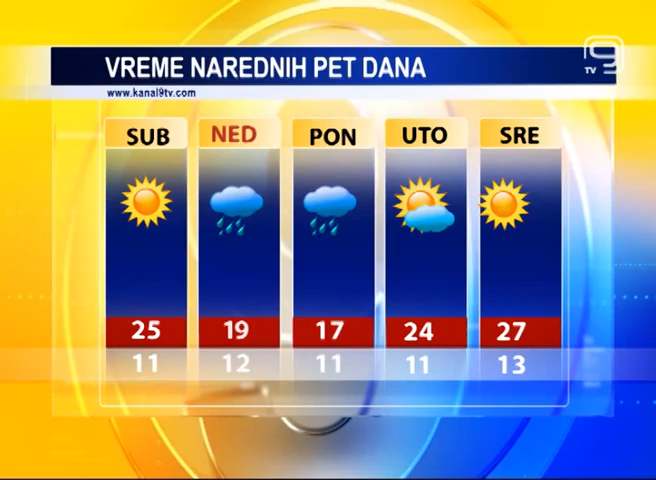 VREME NAREDNIH PET DANA
9
TV
www.kanal9tv.com
SUB NED PON UTO SRE
25 19 17 24 27
11 12 11 11 13